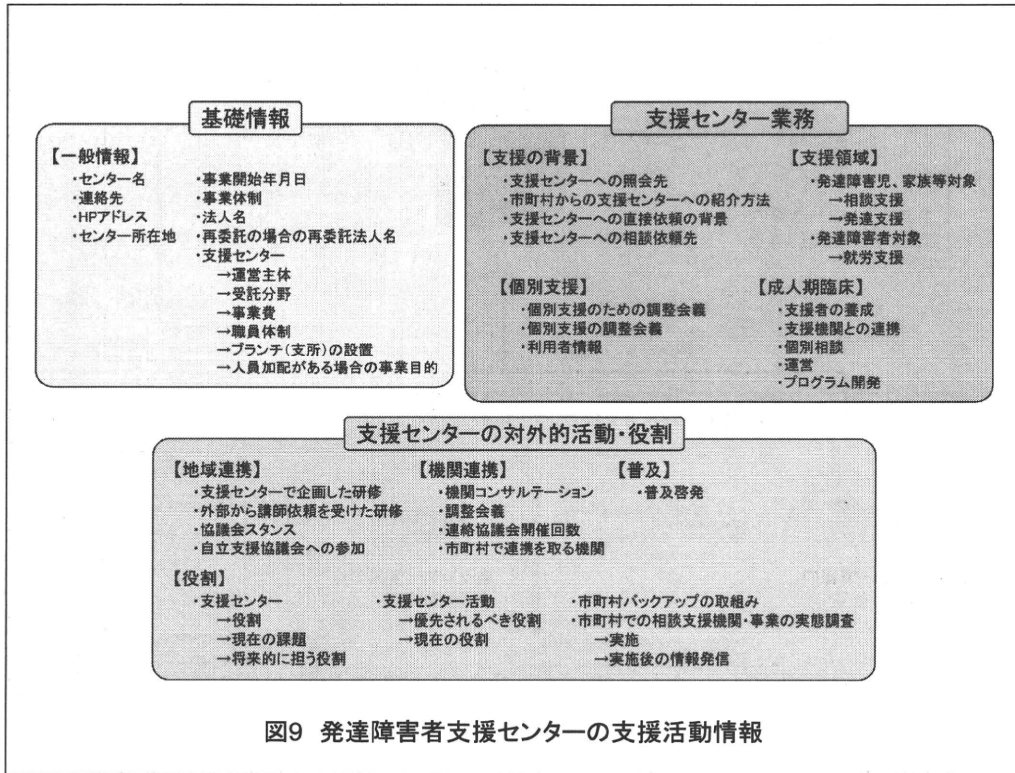 基礎情報
【一般情報】
・センター名
・連絡先
・HPアドレス
・センター所在地
・事業開始年月日
・事業体制
・法人名
・再委託の場合の再委託法人名
・支援センター
→運営主体
→受託分野
→事業費
→職員体制
→ブランチ(支所)の設置
→人員加配がある場合の事業目的
支援センター業務
【支援の背景】
・支援センターへの照会先
・市町村からの支援センターへの紹介方法
・支援センターへの直接依頼の背景
・支援センターへの相談依頼先
【支援領域】
・発達障害児、家族等対象
→相談支援
→発達支援
・発達障害者対象
→就労支援
【個別支援】
・個別支援のための調整会議
・個別支援の調整会議
・利用者情報
【成人期臨床】
・支援者の養成
・支援機関との連携
・個別相談
・運営
・プログラム開発
支援センターの対外的活動・役割
【地域連携】
・支援センターで企画した研修
・外部から講師依頼を受けた研修
・協議会スタンス
・自立支援協議会への参加
【機関連携】
・機関コンサルテーション
・調整会議
・連絡協議会開催回数
・市町村で連携を取る機関
【普及】
・普及啓発
【役割】
・支援センター
→役割
→現在の課題
→将来的に担う役割
・支援センター活動
→優先されるべき役割
→現在の役割
・市町村バックアップの取組み
・市町村での相談支援機関・事業の実態調査
→実施
→実施後の情報発信
図9 発達障害者支援センターの支援活動情報